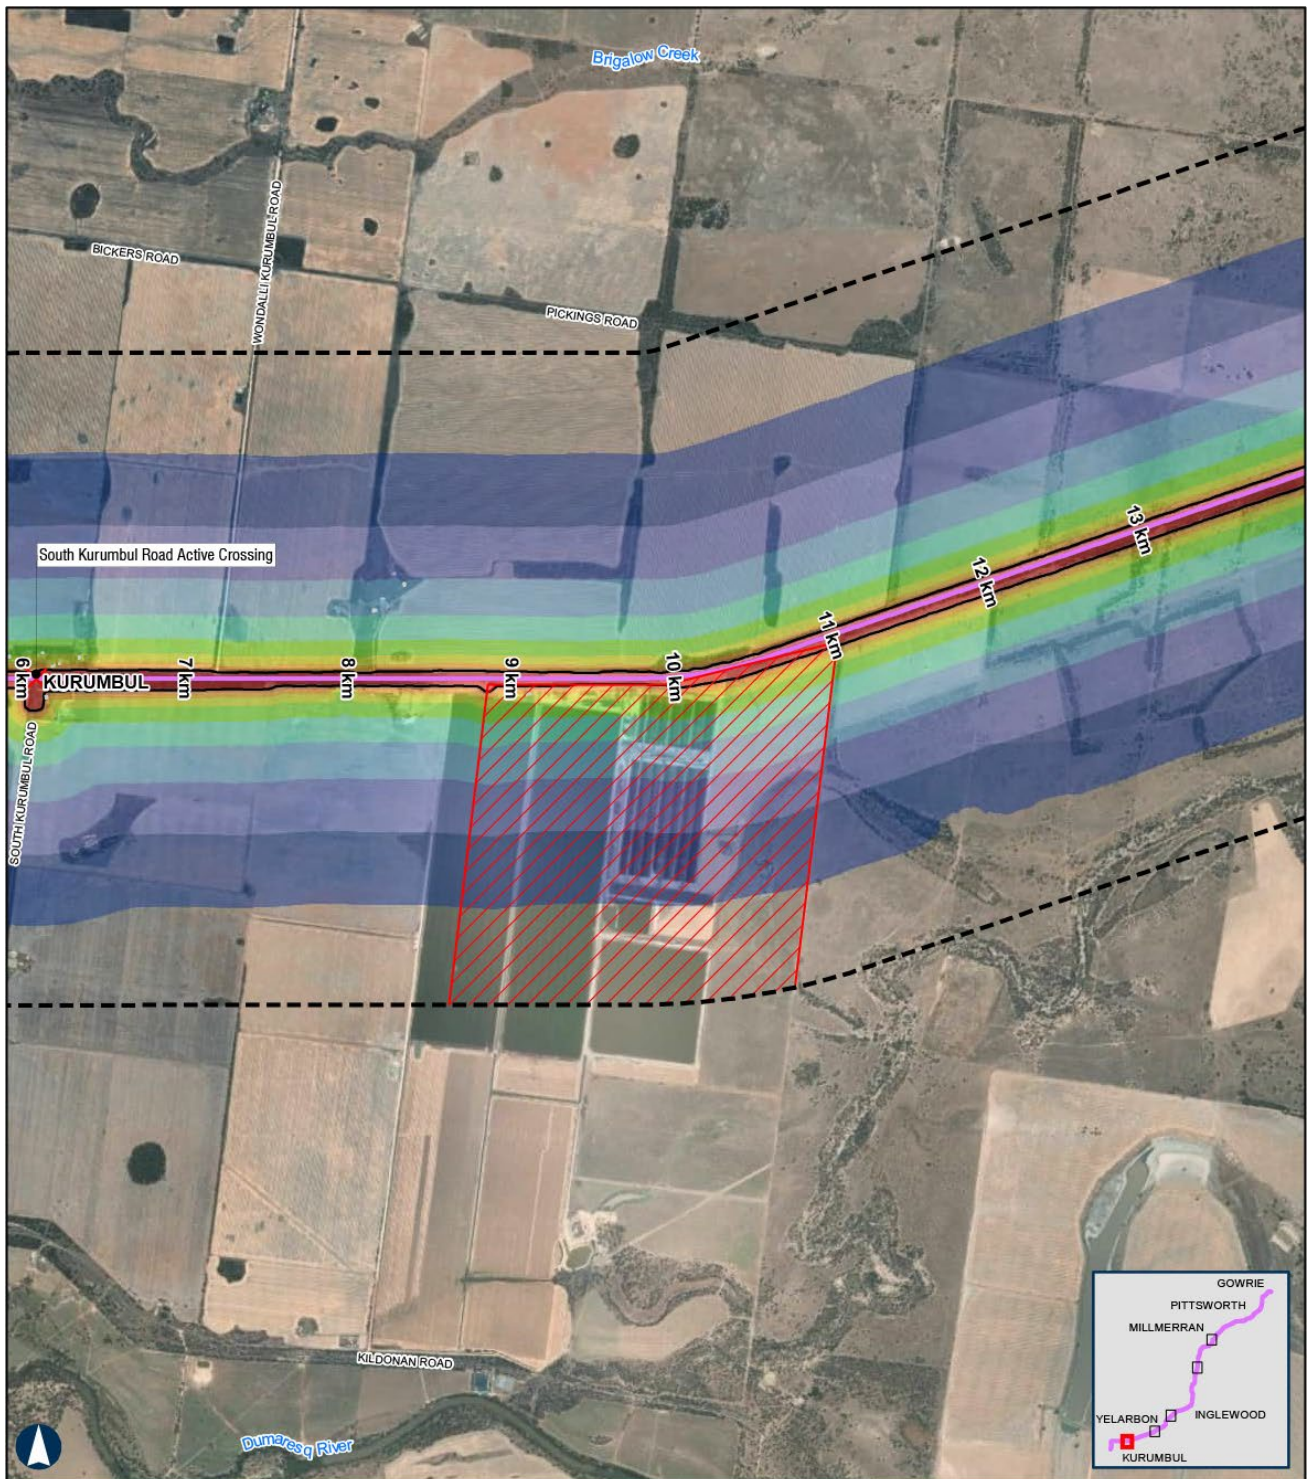 Brigalow Creek
WONDALLI KURUMBUL ROAD
BICKERS ROAD
PICKINGS ROAD
South Kurumbul Road Active Crossing
6 km
KURUMBUL
7 km
8 km
9 km
10 km
11 km
12 km
13 km
SOUTH KURUMBUL ROAD
KILDONAN ROAD
Dumaresq River
GOWRIE
PITTSWORTH
MILLMERRAN
YELARBON
INGLEWOOD
KURUMBUL